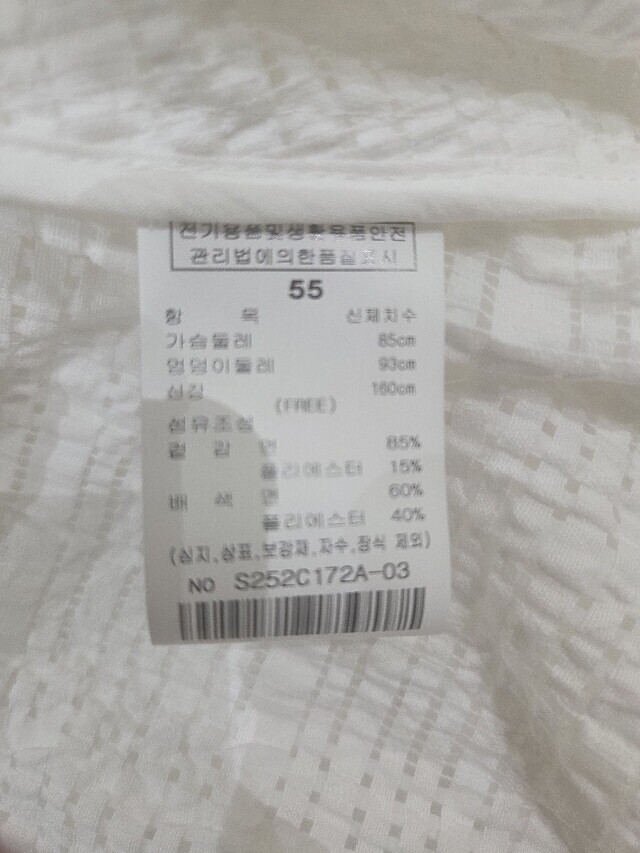 전기용품및생활용품안전
관리법에의한품질표시
55
항 목 신체치수
가슴둘레 85cm
엉덩이둘레 93cm
신장 160cm
(FREE)
섬유조성
겉 감 면 85%
폴리에스터 15%
배 색 면 60%
폴리에스터 40%
(심지,상표,보강재,자수,장식 제외)
NO S252C172A-03